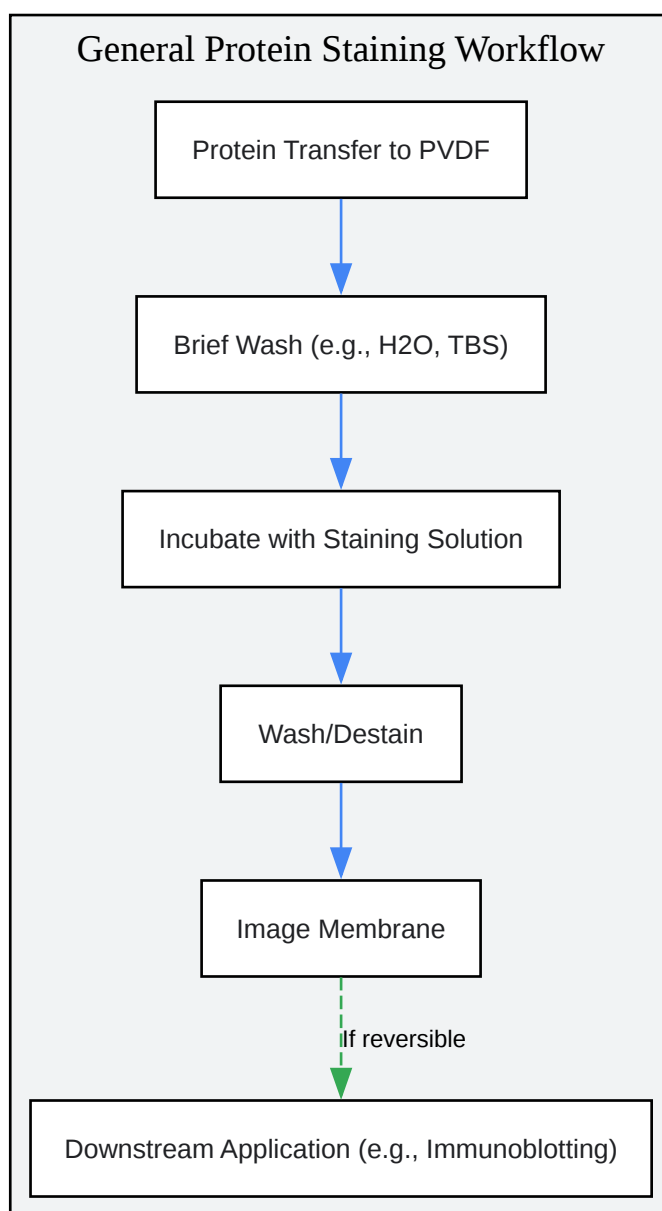 General Protein Staining Workflow
Protein Transfer to PVDF
Brief Wash (e.g., H2O, TBS)
Incubate with Staining Solution
Wash/Destain
Image Membrane
If reversible
Downstream Application (e.g., Immunoblotting)